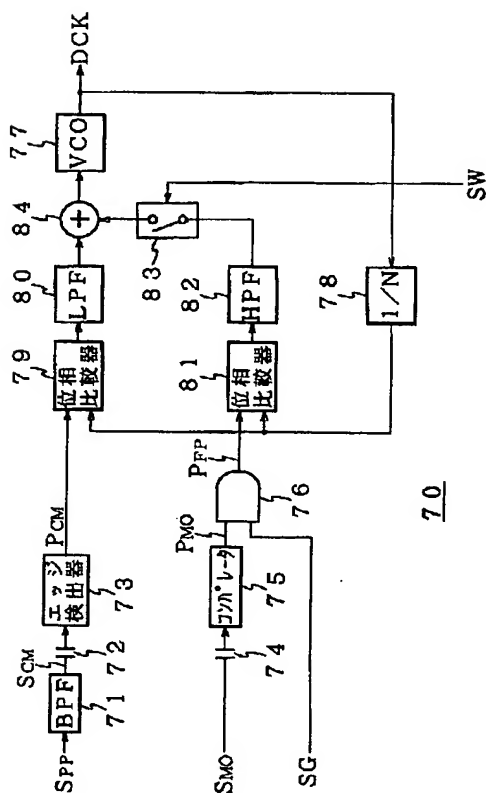 SPP
BPF
71
SCM
72
エッジ
検出器
73
PCM
位相
比較器
79
LPF
80
84
+
VCO
77
DCK
SMO
74
コンパレータ
75
PMO
SG
76
PFP
位相
比較器
81
HPF
82
83
SW
1/N
78
70